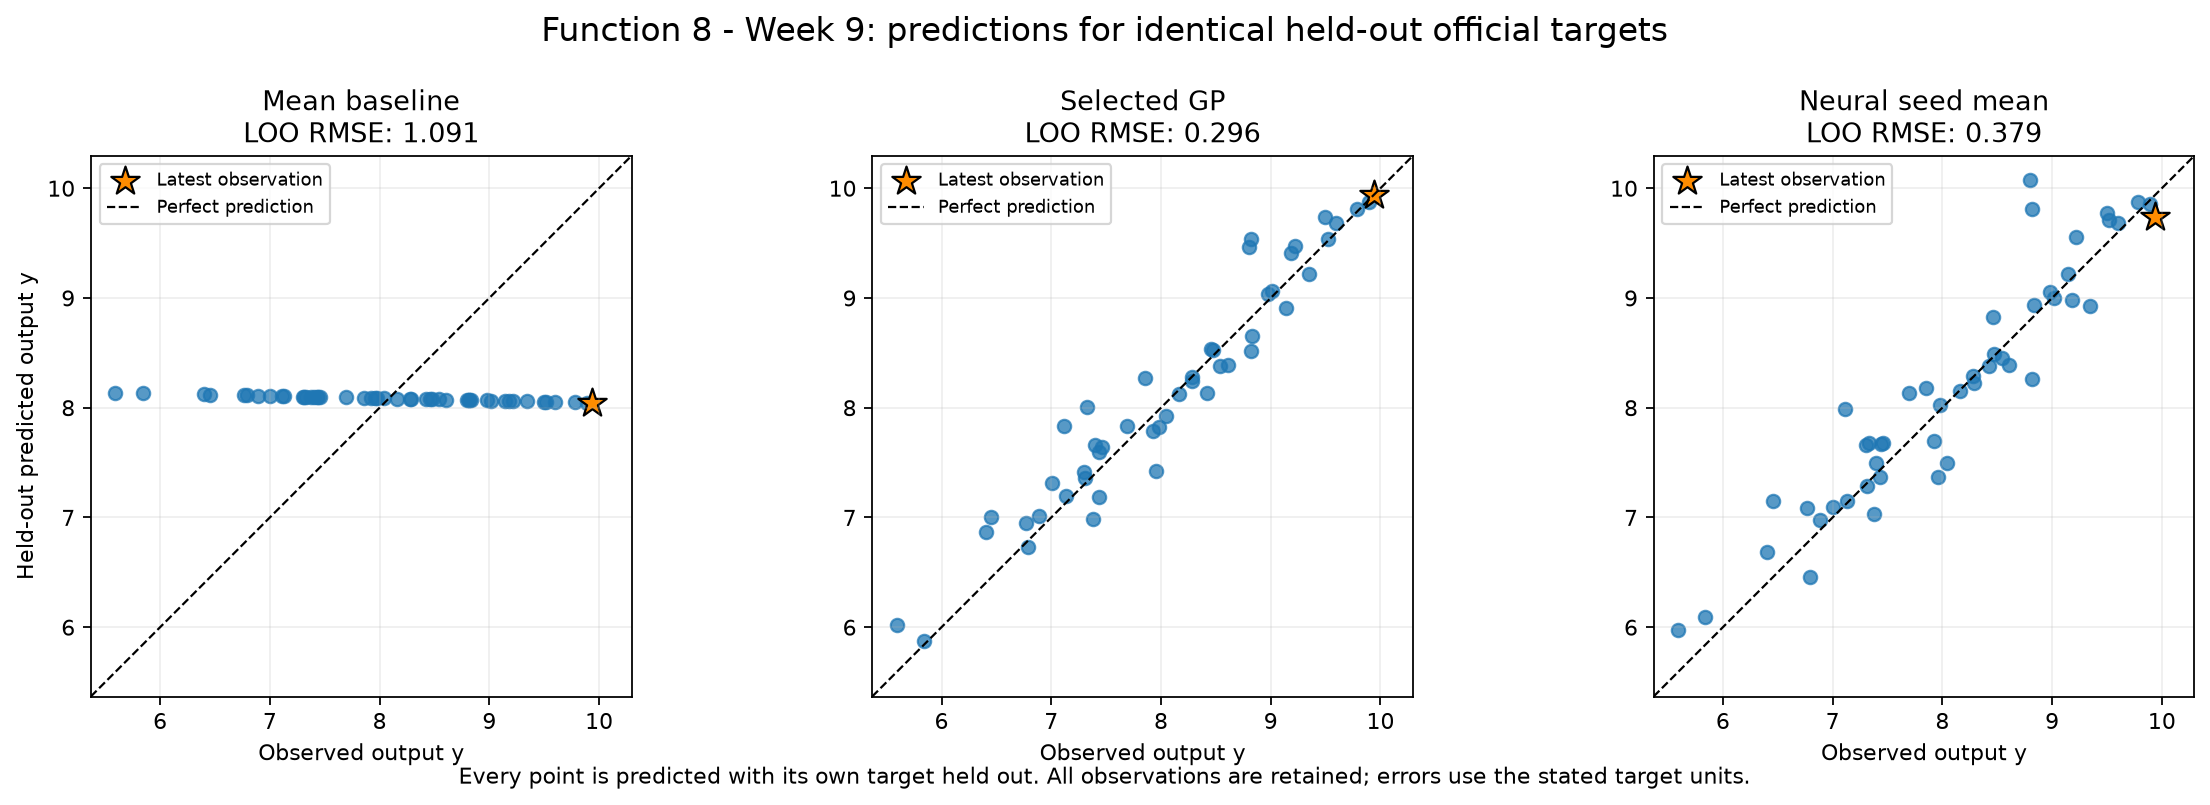 Function 8 - Week 9: predictions for identical held-out official targets
Mean baseline
LOO RMSE: 1.091
Latest observation
Perfect prediction
10
9
8
7
6
6 7 8 9 10
Held-out predicted output y
Observed output y
Selected GP
LOO RMSE: 0.296
Latest observation
Perfect prediction
10
9
8
7
6
6 7 8 9 10
Observed output y
Neural seed mean
LOO RMSE: 0.379
Latest observation
Perfect prediction
10
9
8
7
6
6 7 8 9 10
Observed output y
Every point is predicted with its own target held out. All observations are retained; errors use the stated target units.